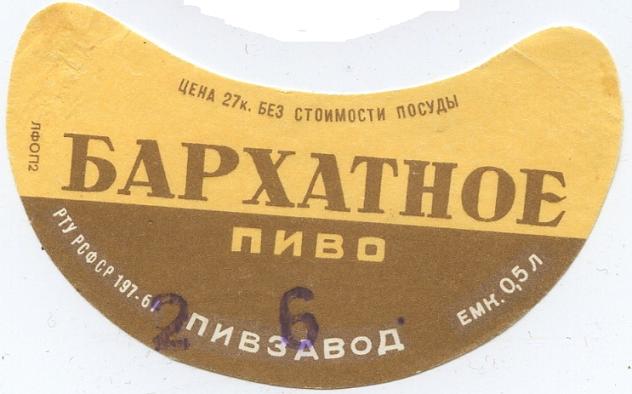 ЦЕНА 27к. БЕЗ СТОИМОСТИ ПОСУДЫ
ЛФОП2
БАРХАТНОЕ
ПИВО
РТУ РСФСР 197-61
ЕМК. 0,5 л
2 6
ПИВЗАВОД